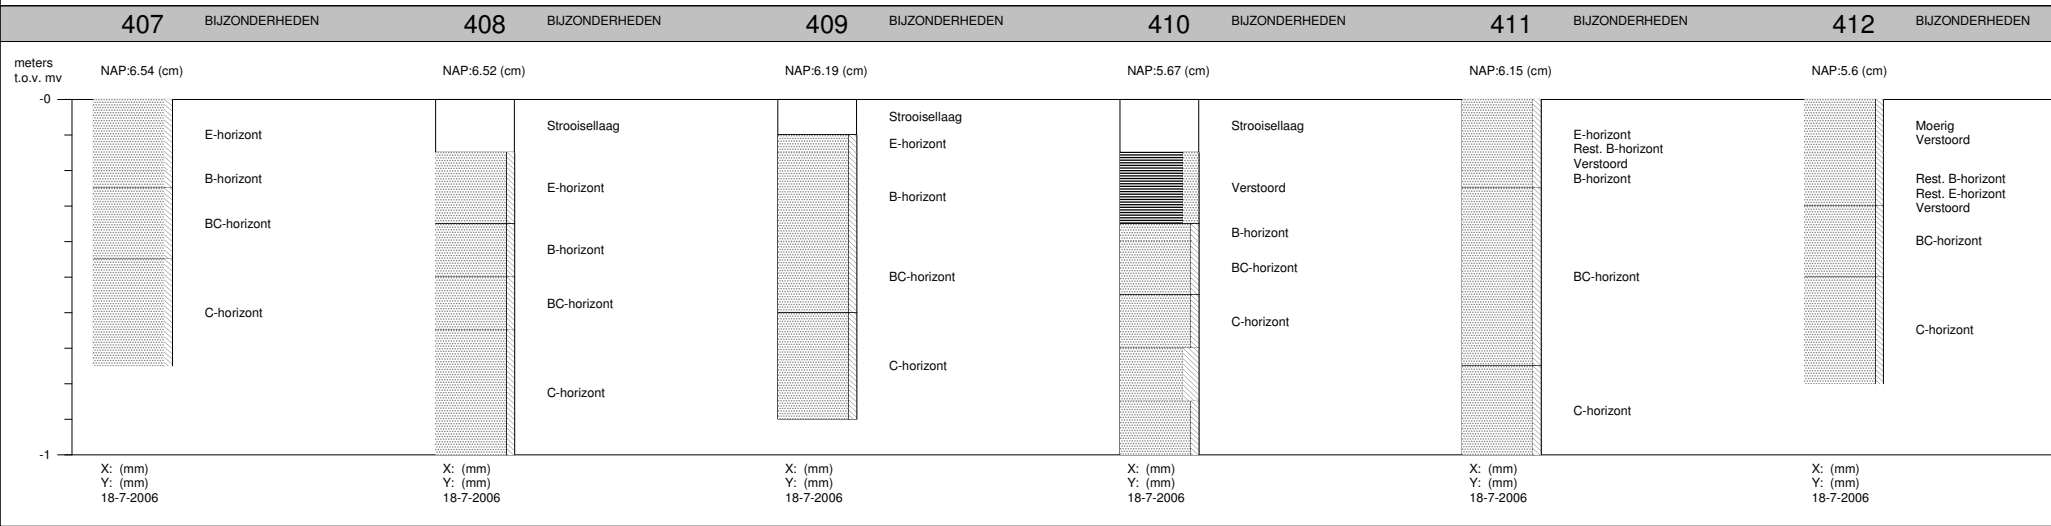 407 BIJZONDERHEDEN 408 BIJZONDERHEDEN 409 BIJZONDERHEDEN 410 BIJZONDERHEDEN 411 BIJZONDERHEDEN 412 BIJZONDERHEDEN
meters
t.o.v. mv
NAP:6.54 (cm) NAP:6.52 (cm) NAP:6.19 (cm) NAP:5.67 (cm) NAP:6.15 (cm) NAP:5.6 (cm)
-0
-1
E-horizont
B-horizont
BC-horizont
C-horizont
X: (mm)
Y: (mm)
18-7-2006
Strooisellaag
E-horizont
B-horizont
BC-horizont
C-horizont
X: (mm)
Y: (mm)
18-7-2006
Strooisellaag
E-horizont
B-horizont
BC-horizont
C-horizont
X: (mm)
Y: (mm)
18-7-2006
Strooisellaag
Verstoord
B-horizont
BC-horizont
C-horizont
X: (mm)
Y: (mm)
18-7-2006
E-horizont
Rest. B-horizont
Verstoord
B-horizont
BC-horizont
C-horizont
X: (mm)
Y: (mm)
18-7-2006
Moerig
Verstoord
Rest. B-horizont
Rest. E-horizont
Verstoord
BC-horizont
C-horizont
X: (mm)
Y: (mm)
18-7-2006